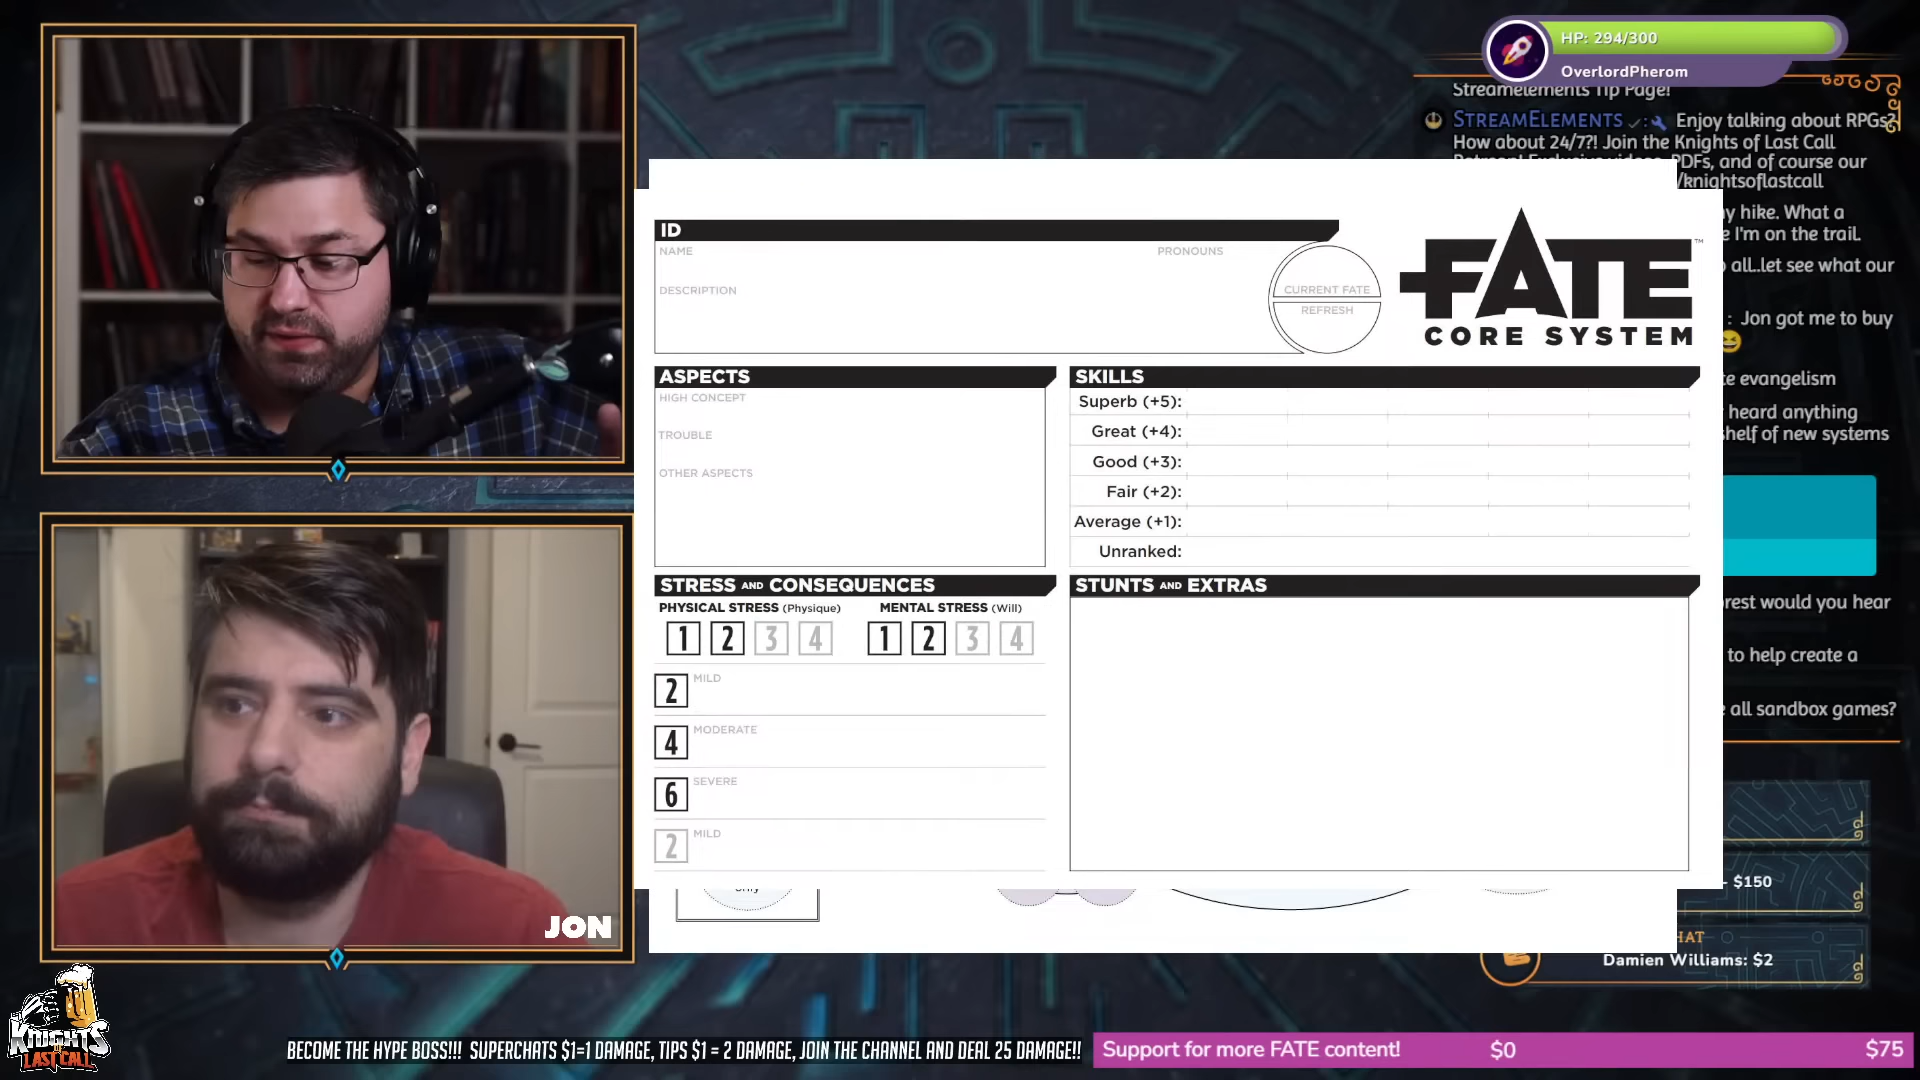 HP: 294/300
OverlordPherom
Streamelements Tip Page!
STREAMELEMENTS : Enjoy talking about RPGs?
How about 24/7?! Join the Knights of Last Call
PDFs, and of course our
/knightsoflastcall
hike. What a
I'm on the trail.
all..let see what our
: Jon got me to buy
evangelism
heard anything
of new systems
would you hear
to help create a
all sandbox games?
- $150
Damien Williams: $2
ID
NAME
PRONOUNS
DESCRIPTION
CURRENT FATE
REFRESH
FATE™
CORE SYSTEM
ASPECTS
HIGH CONCEPT
TROUBLE
OTHER ASPECTS
SKILLS
Superb (+5):
Great (+4):
Good (+3):
Fair (+2):
Average (+1):
Unranked:
STRESS AND CONSEQUENCES
PHYSICAL STRESS (Physique)
MENTAL STRESS (Will)
1 2 3 4
1 2 3 4
2 MILD
4 MODERATE
6 SEVERE
2 MILD
STUNTS AND EXTRAS
JON
KNIGHTS
OF
LAST CALL
BECOME THE HYPE BOSS!!! SUPERCHATS $1=1 DAMAGE, TIPS $1 = 2 DAMAGE, JOIN THE CHANNEL AND DEAL 25 DAMAGE!!
Support for more FATE content!
$0
$75